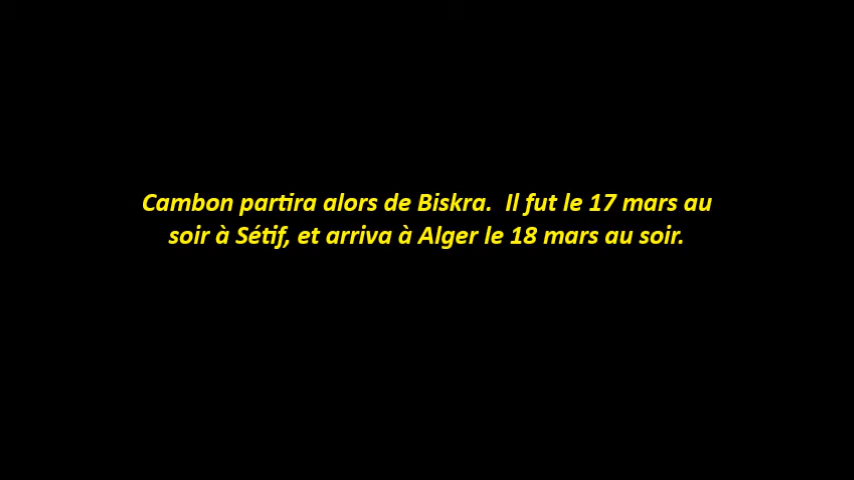 Cambon partira alors de Biskra.  Il fut le 17 mars au
soir à Sétif, et arriva à Alger le 18 mars au soir.